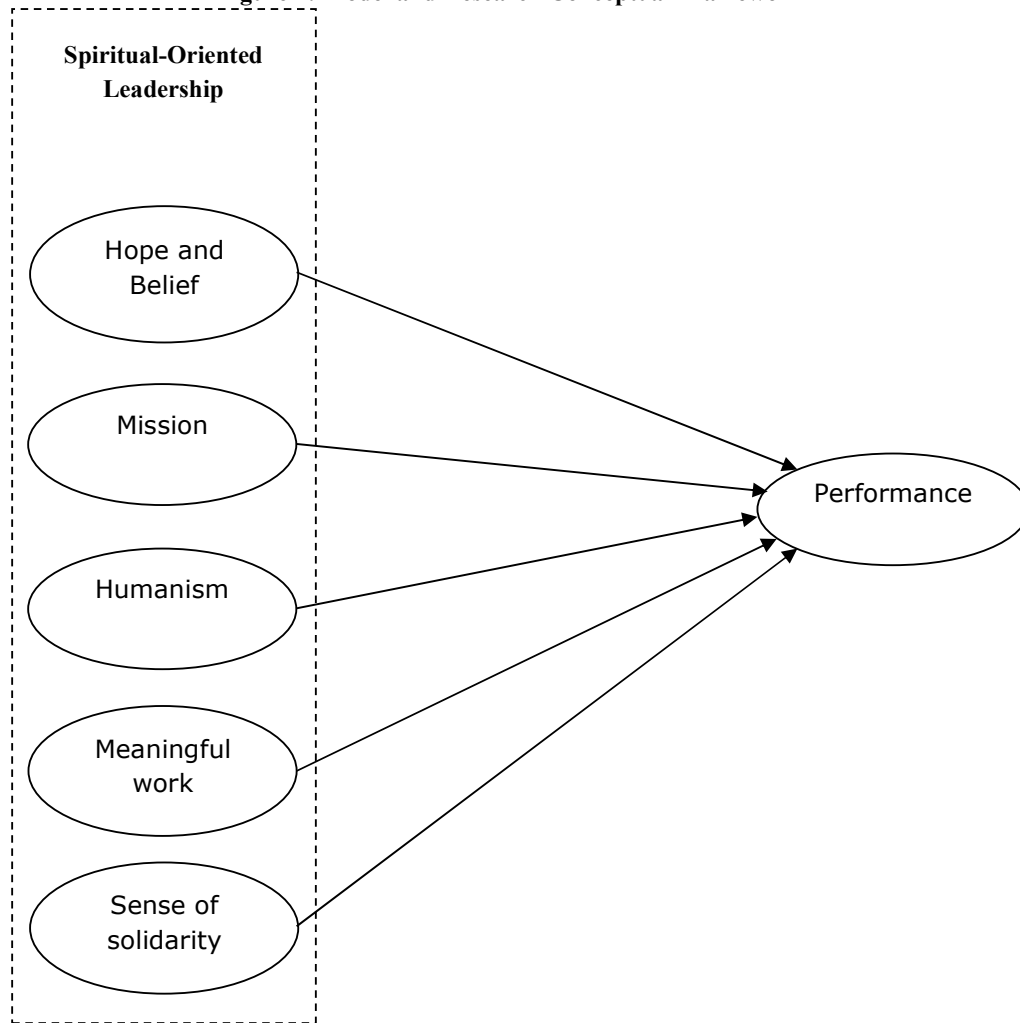 Spiritual-Oriented
Leadership
Hope and
Belief
Mission
Performance
Humanism
Meaningful
work
Sense of
solidarity